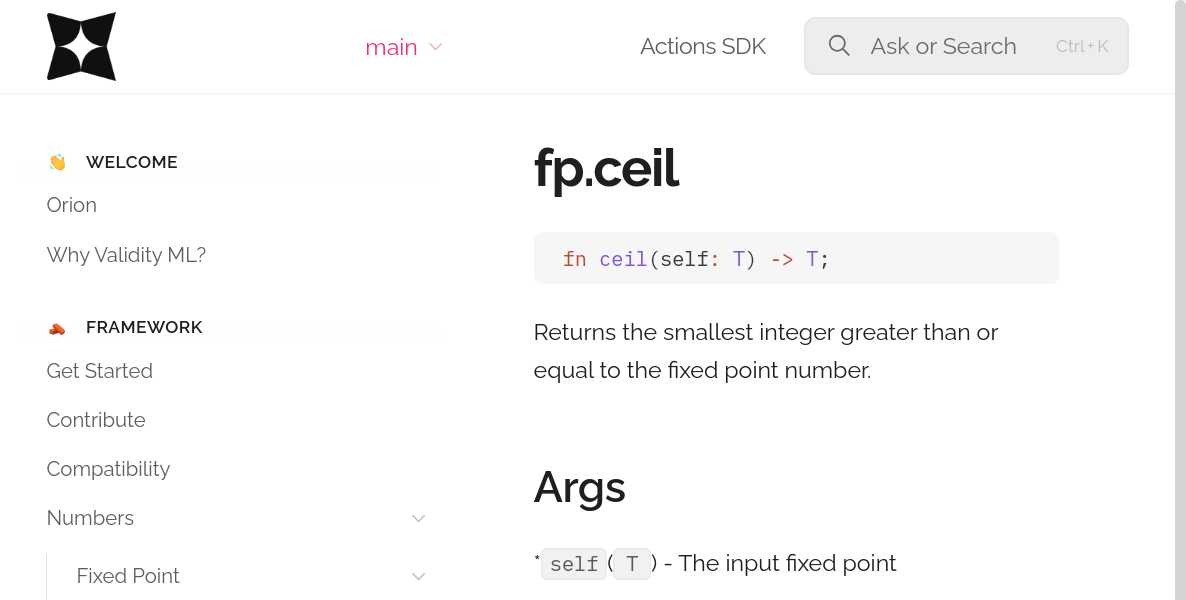 main
Actions SDK
Ask or Search Ctrl+K
WELCOME
Orion
Why Validity ML?
FRAMEWORK
Get Started
Contribute
Compatibility
Numbers
Fixed Point
fp.ceil
fn ceil(self: T) -> T;
Returns the smallest integer greater than or
equal to the fixed point number.
Args
*self(T) - The input fixed point